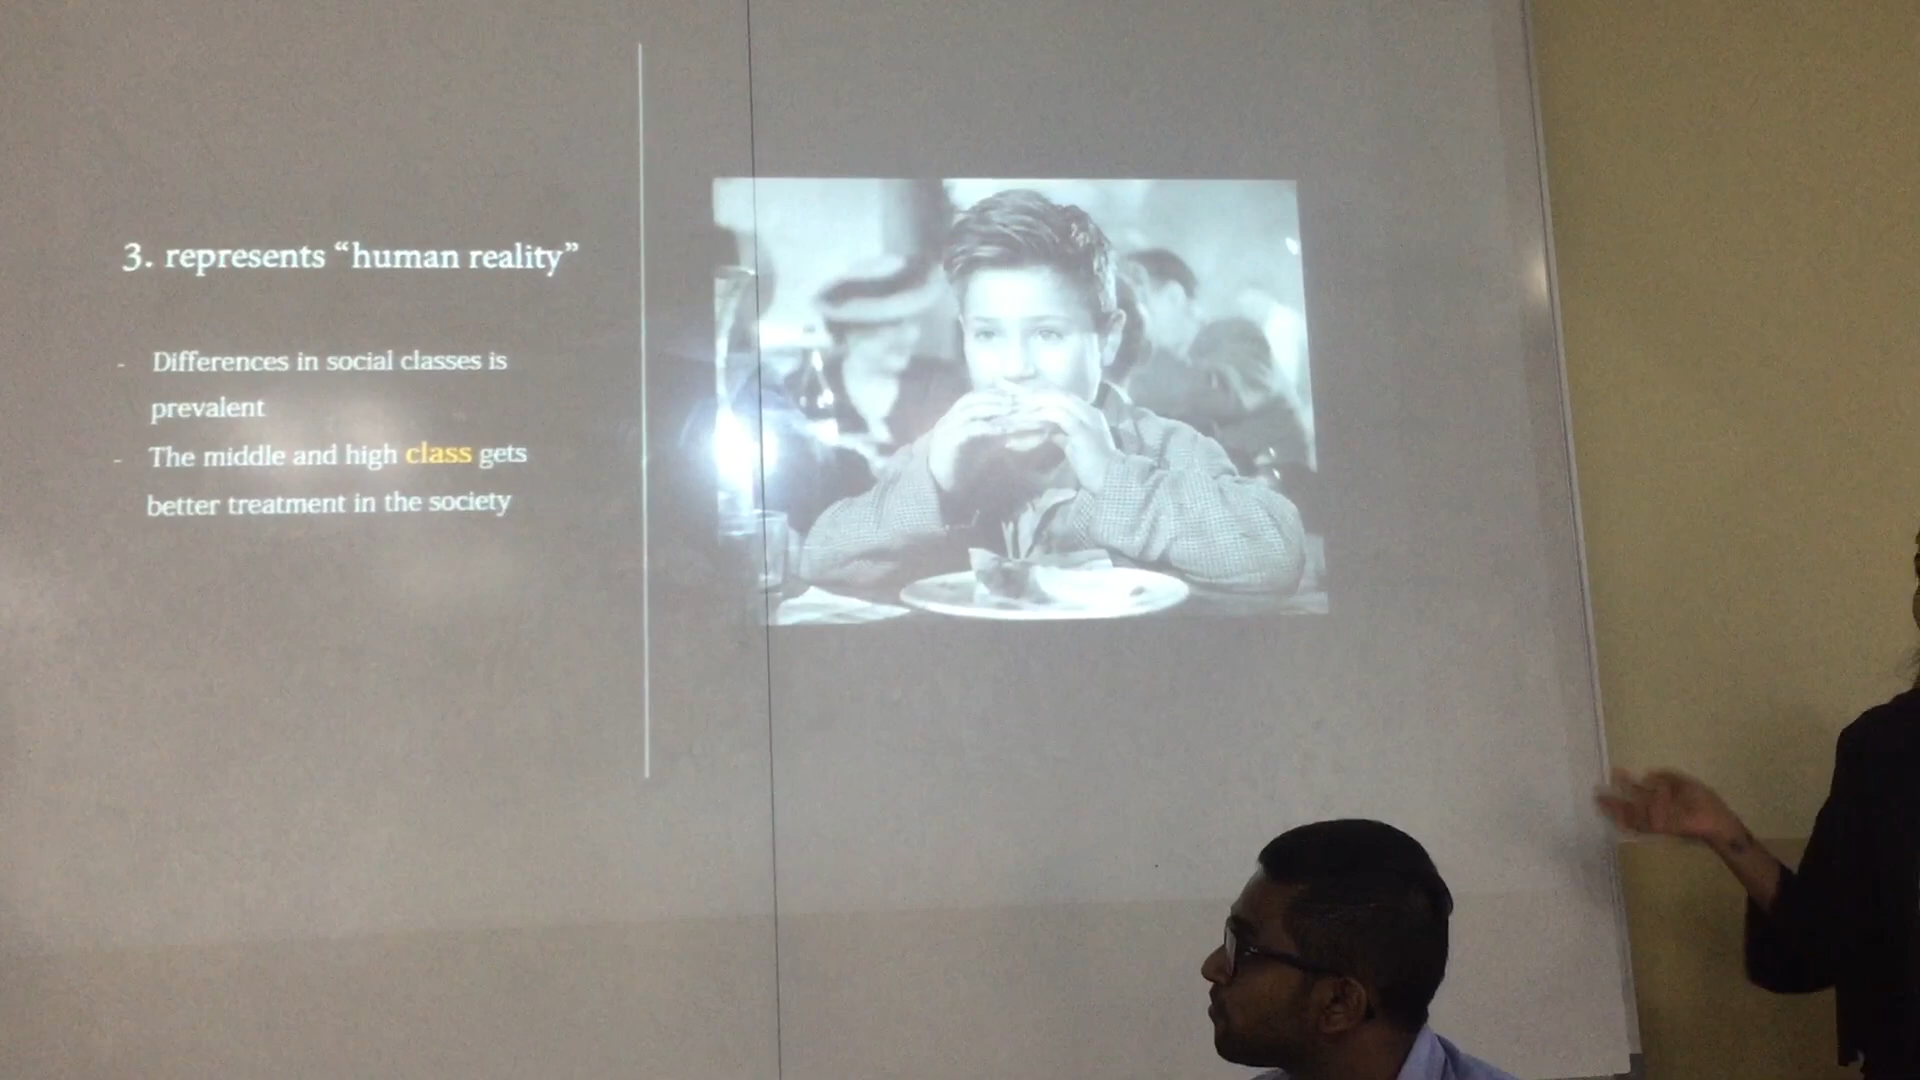 3. represents “human reality”
- Differences in social classes is
prevalent
- The middle and high class gets
better treatment in the society